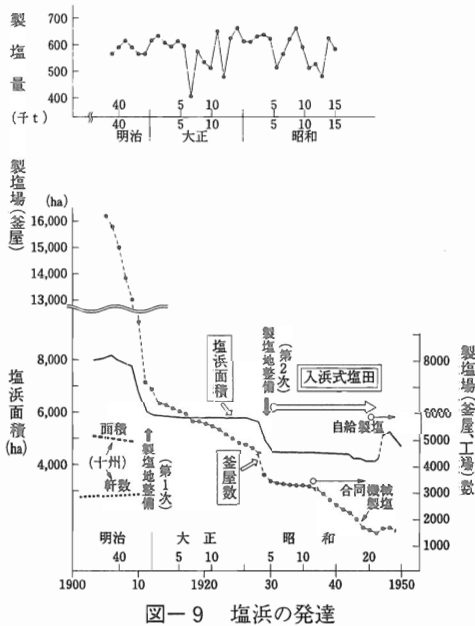 製塩量
(千t)
700
600
500
400
40 5 10 5 10 15
40 5 10 5 10 15
明治 大正 昭和
製塩場(釜屋)
(ha)
16,000
15,000
14,000
13,000
8,000
6,000
4,000
塩浜面積
(ha)
面積
(十州)
軒数
製塩地整備
(第1次)
塩浜面積
釜屋数
製塩地整備
(第2次)
入浜式塩田
自給製塩
合同機械
製塩
8000
6000
5000
4000
3000
2000
1000
製塩場(釜屋、工場)数
明治 大正 昭和
40 5 10 5 10 20
1900 10 1920 30 40 1950
図-9 塩浜の発達